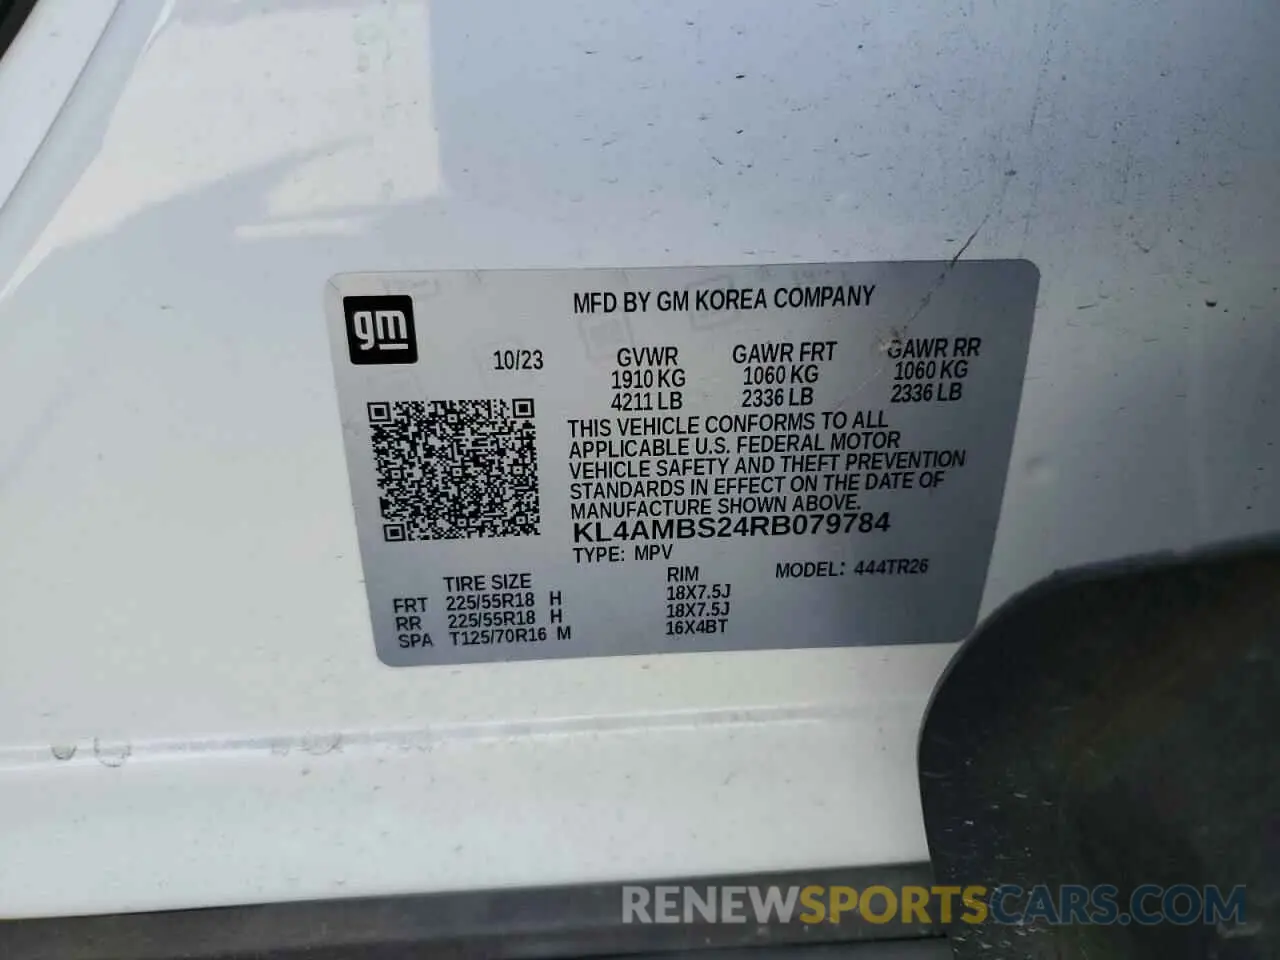 gm
MFD BY GM KOREA COMPANY
10/23
GVWR GAWR FRT GAWR RR
1910 KG 1060 KG 1060 KG
4211 LB 2336 LB 2336 LB
THIS VEHICLE CONFORMS TO ALL
APPLICABLE U.S. FEDERAL MOTOR
VEHICLE SAFETY AND THEFT PREVENTION
STANDARDS IN EFFECT ON THE DATE OF
MANUFACTURE SHOWN ABOVE.
KL4AMBS24RB079784
TYPE: MPV MODEL: 444TR26
TIRE SIZE RIM
FRT 225/55R18 H 18X7.5J
RR 225/55R18 H 18X7.5J
SPA T125/70R16 M 16X4BT
RENEWSPORTSCARS.COM